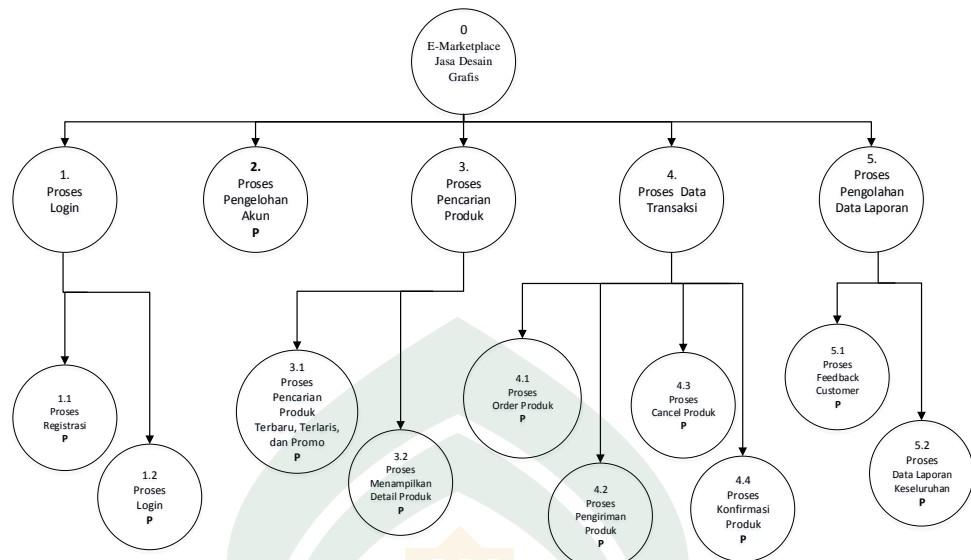 0
E-Marketplace
Jasa Desain
Grafis
1.
Proses
Login
2.
Proses
Pengelohan
Akun
P
3.
Proses
Pencarian
Produk
4.
Proses Data
Transaksi
5.
Proses
Pengolahan
Data Laporan
1.1
Proses
Registrasi
P
1.2
Proses
Login
P
3.1
Proses
Pencarian
Produk
Terbaru, Terlaris,
dan Promo
P
3.2
Proses
Menampilkan
Detail Produk
P
4.1
Proses
Order Produk
P
4.2
Proses
Pengiriman
Produk
P
4.3
Proses
Cancel Produk
P
4.4
Proses
Konfirmasi
Produk
P
5.1
Proses
Feedback
Customer
P
5.2
Proses
Data Laporan
Keseluruhan
P